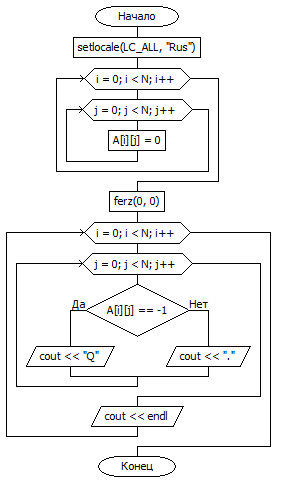 Начало
setlocale(LC_ALL, "Rus")
i = 0; i < N; i++
j = 0; j < N; j++
A[i][j] = 0
ferz(0, 0)
i = 0; i < N; i++
j = 0; j < N; j++
Да
A[i][j] == -1
Нет
cout << "Q"
cout << "."
cout << endl
Конец